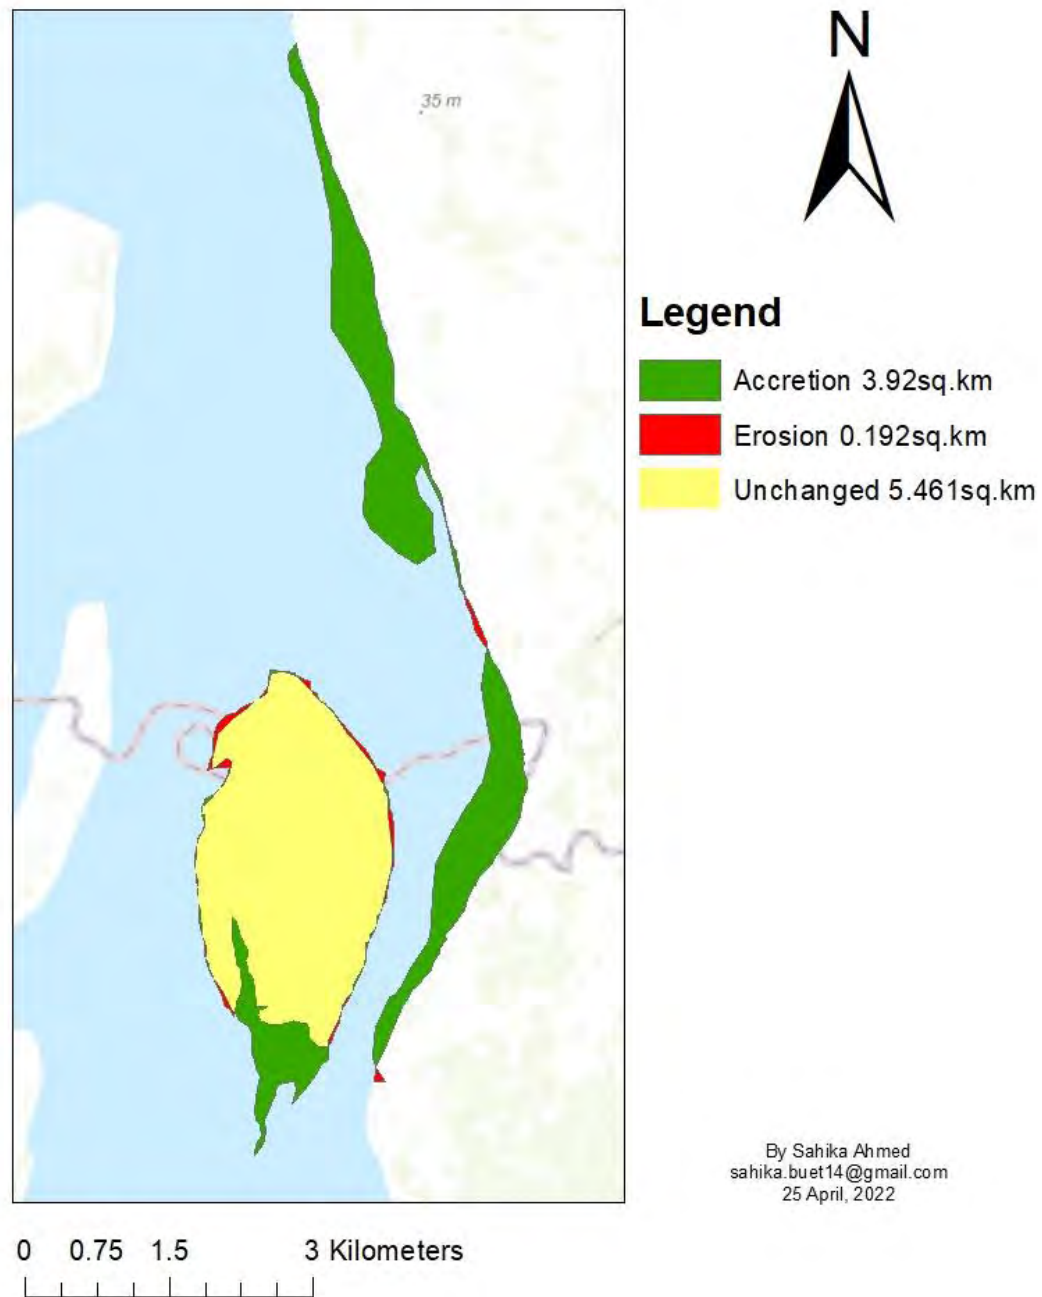 N
35 m
Legend
Accretion 3.92sq.km
Erosion 0.192sq.km
Unchanged 5.461sq.km
By Sahika Ahmed
sahika.buet14@gmail.com
25 April, 2022
0 0.75 1.5 3 Kilometers